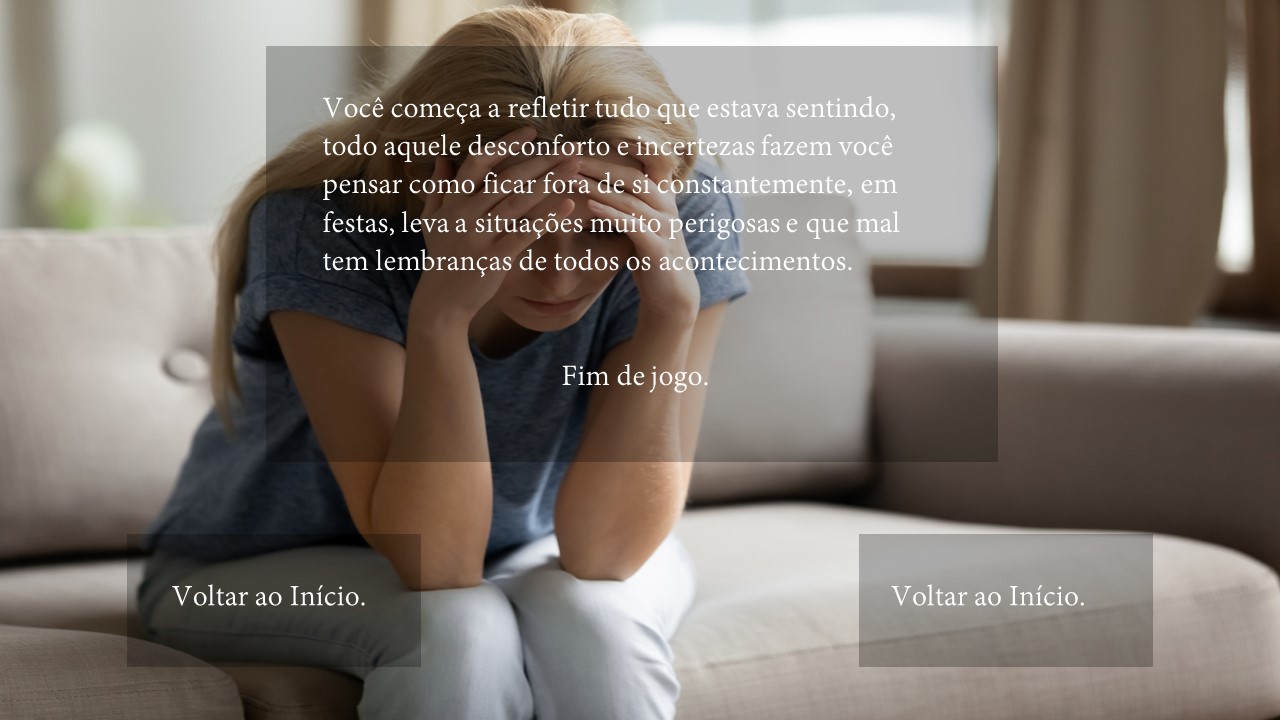 Você começa a refletir tudo que estava sentindo,
todo aquele desconforto e incertezas fazem você
pensar como ficar fora de si constantemente, em
festas, leva a situações muito perigosas e que mal
tem lembranças de todos os acontecimentos.
Fim de jogo.
Voltar ao Início.
Voltar ao Início.